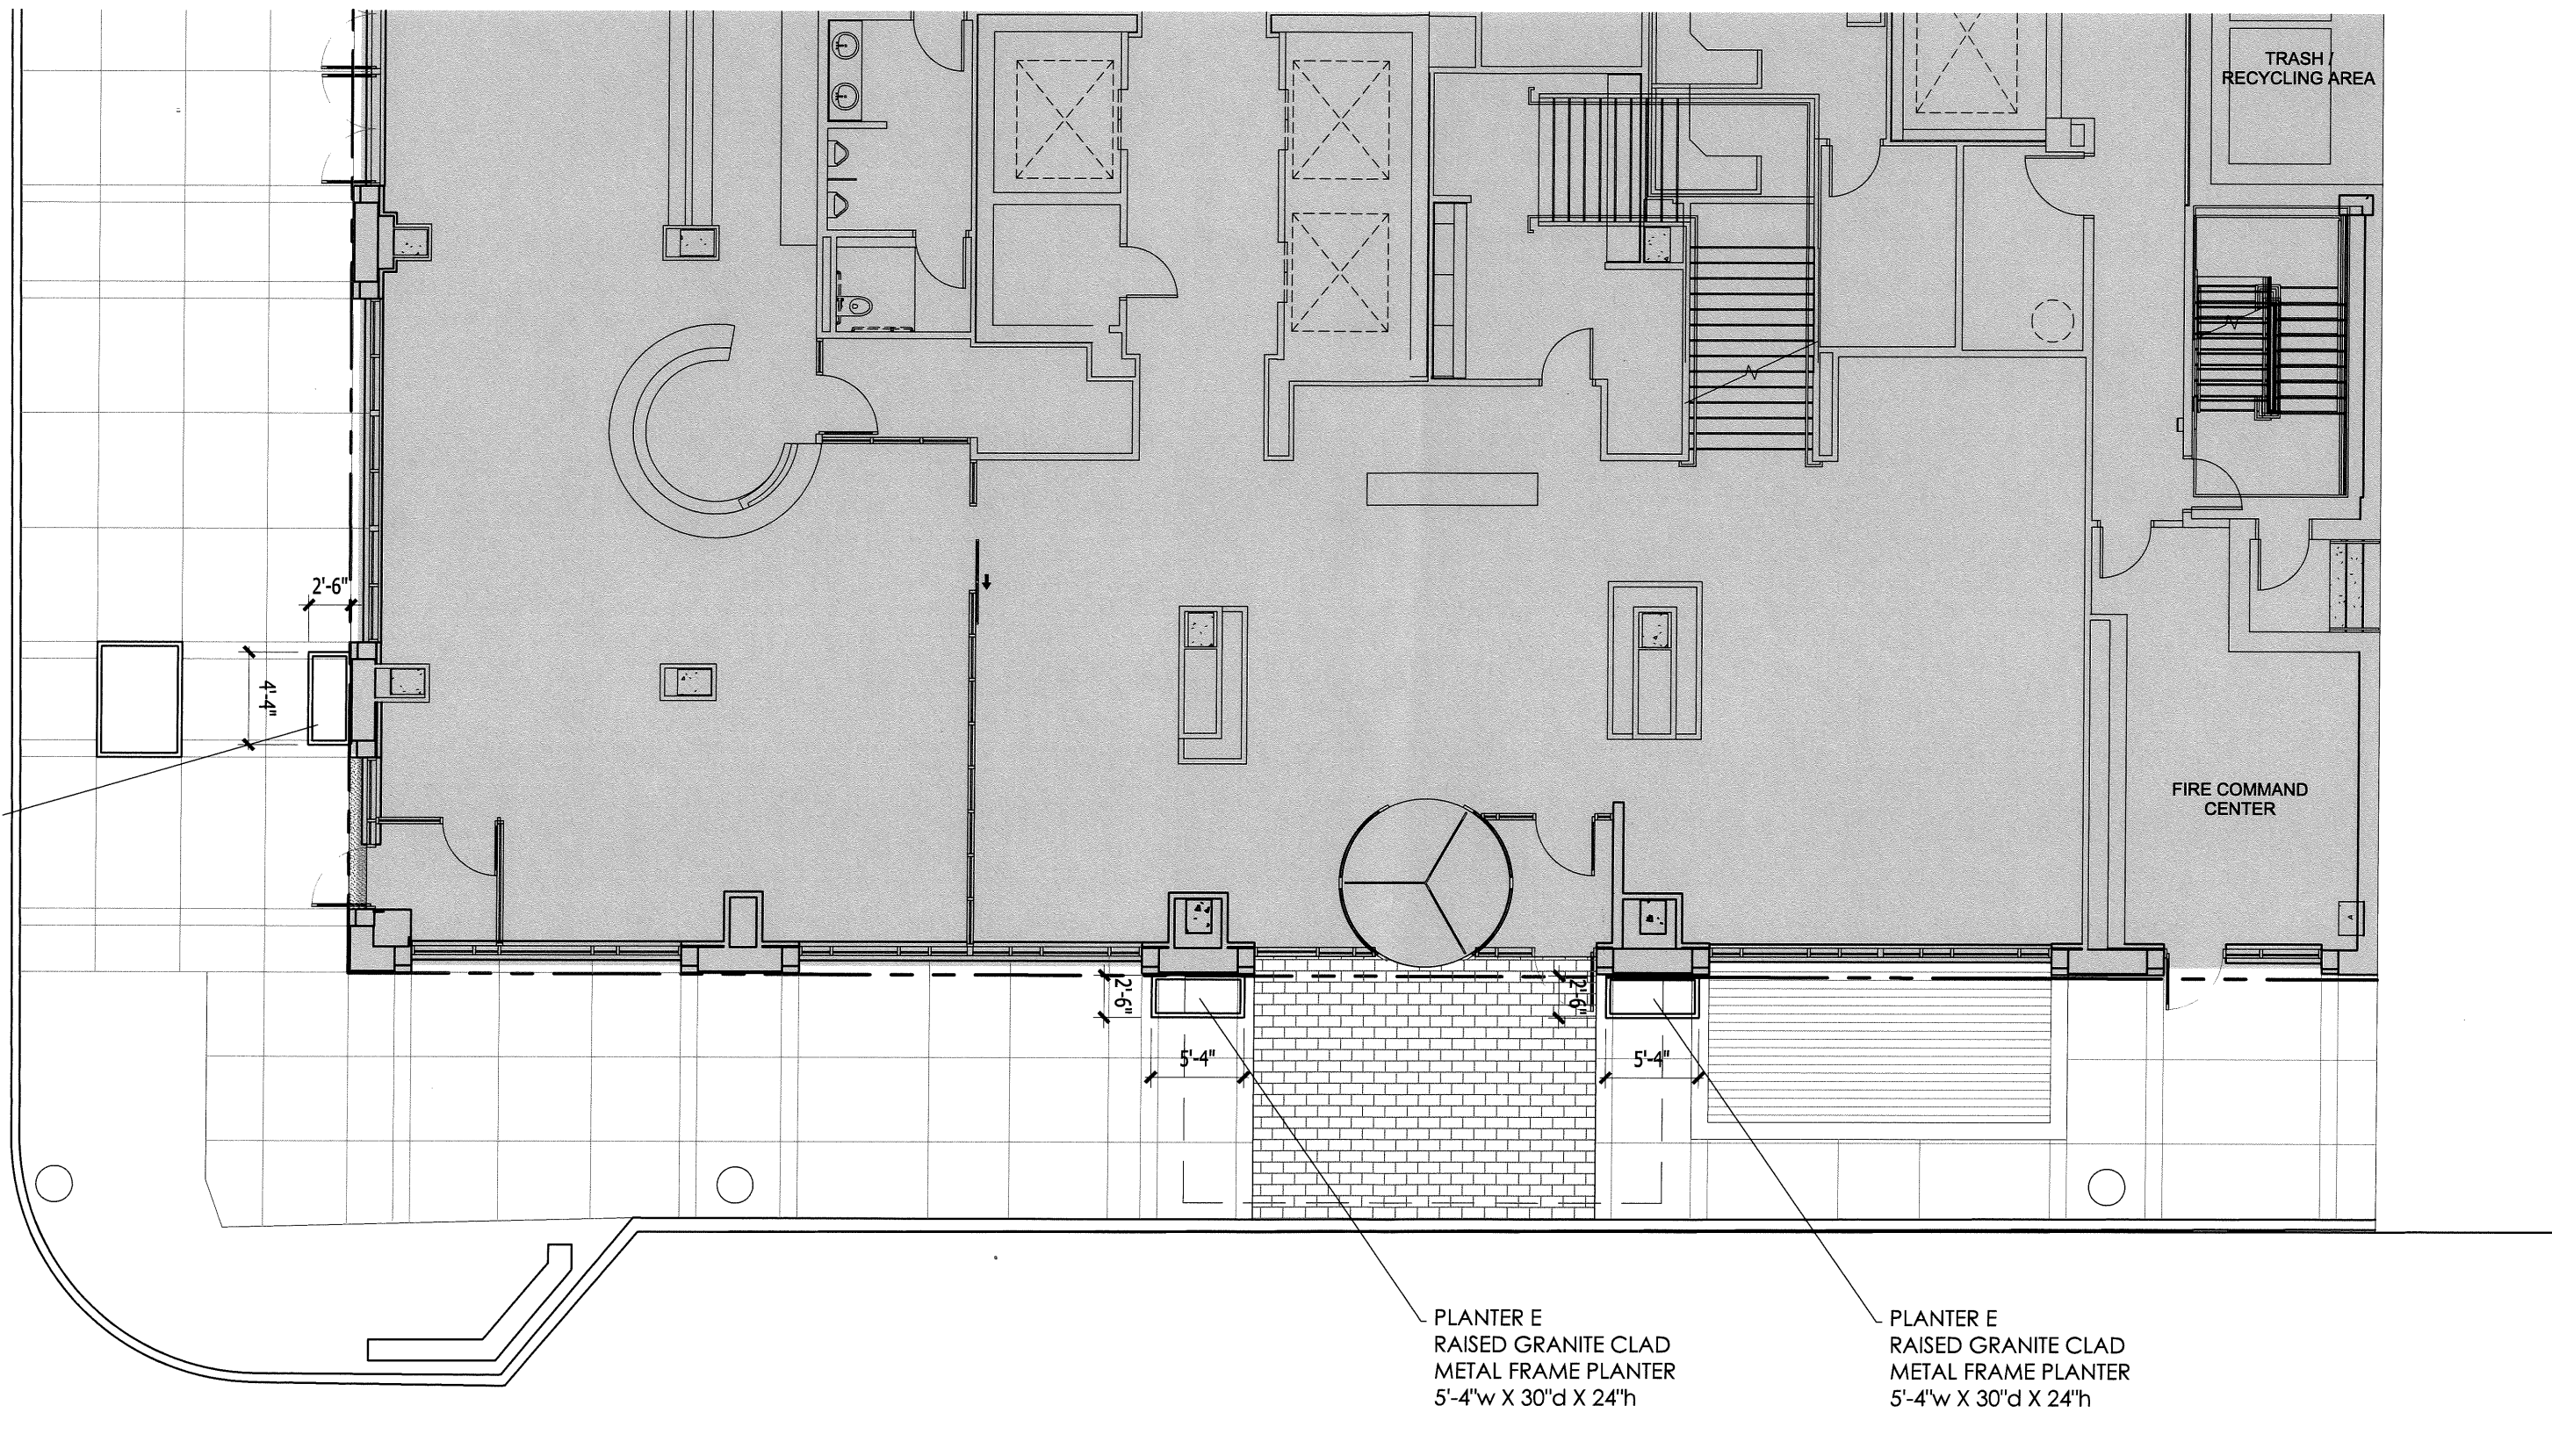 TRASH /
RECYCLING AREA
2'-6"
4'-4"
FIRE COMMAND
CENTER
2'-6"
2'-6"
5'-4"
5'-4"
PLANTER E
RAISED GRANITE CLAD
METAL FRAME PLANTER
5'-4"w X 30"d X 24"h
PLANTER E
RAISED GRANITE CLAD
METAL FRAME PLANTER
5'-4"w X 30"d X 24"h